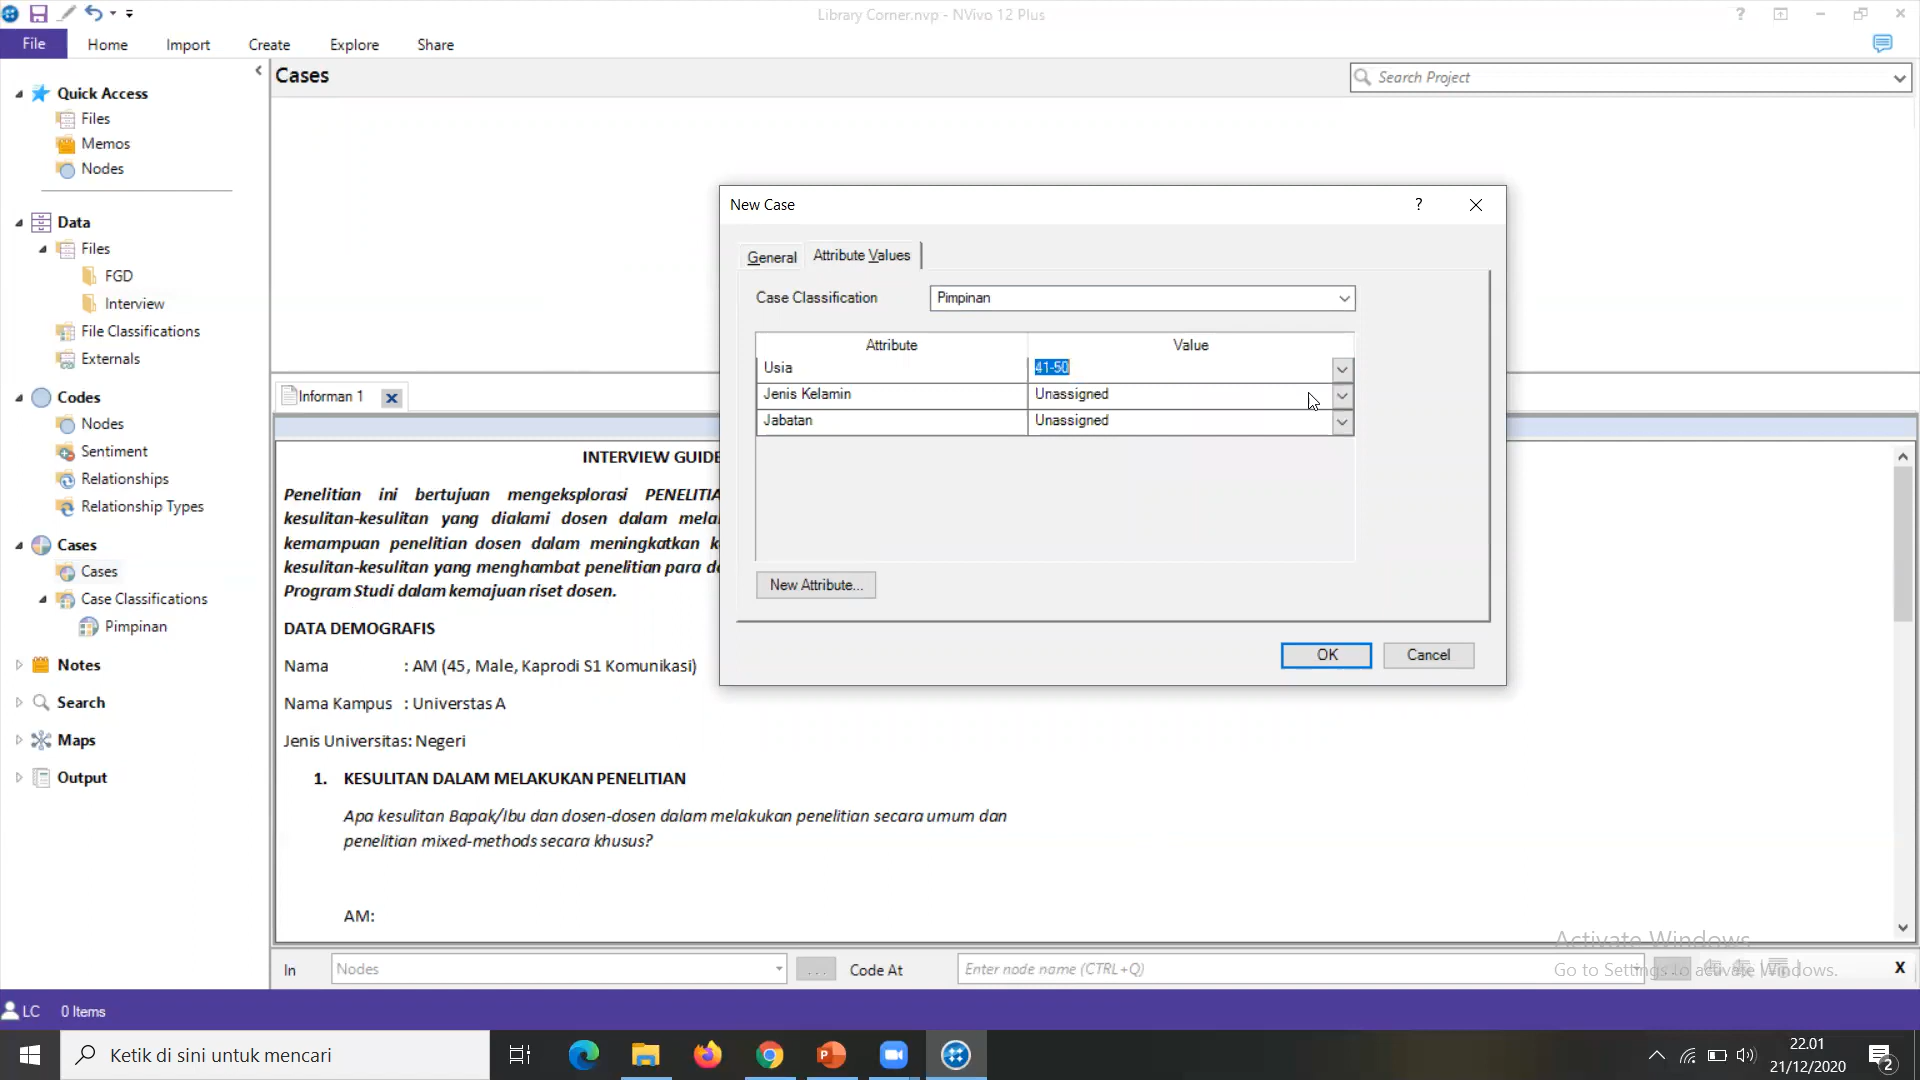 Library Corner.nvp - NVivo 12 Plus
File Home Import Create Explore Share
Cases
Search Project
Quick Access
Files
Memos
Nodes
Data
Files
FGD
Interview
File Classifications
Externals
Codes
Nodes
Sentiment
Relationships
Relationship Types
Cases
Cases
Case Classifications
Pimpinan
Notes
Search
Maps
Output
Informan 1
INTERVIEW GUIDE
Penelitian ini bertujuan mengeksplorasi PENELITIA
kesulitan-kesulitan yang dialami dosen dalam mela
kemampuan penelitian dosen dalam meningkatkan k
kesulitan-kesulitan yang menghambat penelitian para do
Program Studi dalam kemajuan riset dosen.
DATA DEMOGRAFIS
Nama : AM (45, Male, Kaprodi S1 Komunikasi)
Nama Kampus : Universtas A
Jenis Universitas: Negeri
1. KESULITAN DALAM MELAKUKAN PENELITIAN
Apa kesulitan Bapak/Ibu dan dosen-dosen dalam melakukan penelitian secara umum dan
penelitian mixed-methods secara khusus?
AM:
New Case
?
General Attribute Values
Case Classification Pimpinan
Attribute Value
Usia 41-50
Jenis Kelamin Unassigned
Jabatan Unassigned
New Attribute...
OK Cancel
Activate Windows
Go to Settings to activate Windows.
In Nodes ... Code At Enter node name (CTRL+Q) X
LC 0 Items
Ketik di sini untuk mencari
22.01
21/12/2020
2